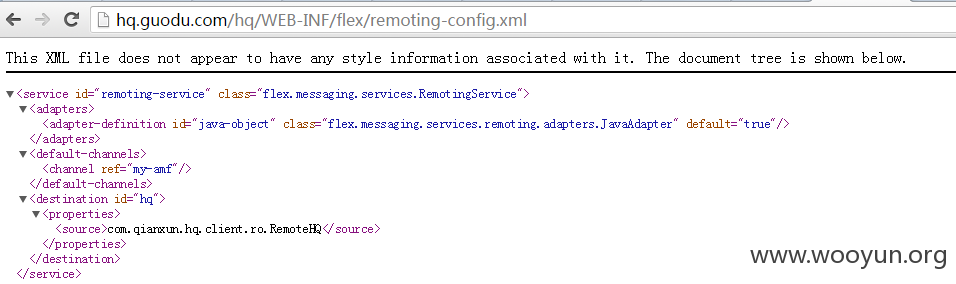 hq.guodu.com/hq/WEB-INF/flex/remoting-config.xml
This XML file does not appear to have any style information associated with it. The document tree is shown below.
▼<service id="remoting-service" class="flex.messaging.services.RemotingService">
▼<adapters>
<adapter-definition id="java-object" class="flex.messaging.services.remoting.adapters.JavaAdapter" default="true"/>
</adapters>
▼<default-channels>
<channel ref="my-amf"/>
</default-channels>
▼<destination id="hq">
▼<properties>
<source>com.qianxun.hq.client.ro.RemoteHQ</source>
</properties>
</destination>
</service>
www.wooyun.org